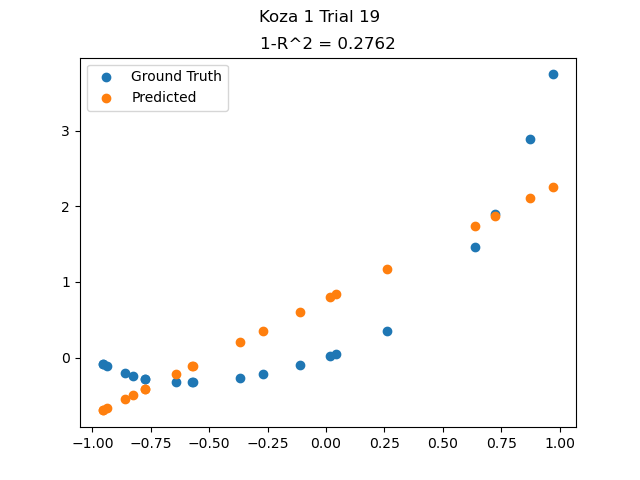 Koza 1 Trial 19
1-R^2 = 0.2762
Ground Truth
Predicted
3
2
1
0
−1.00 −0.75 −0.50 −0.25 0.00 0.25 0.50 0.75 1.00